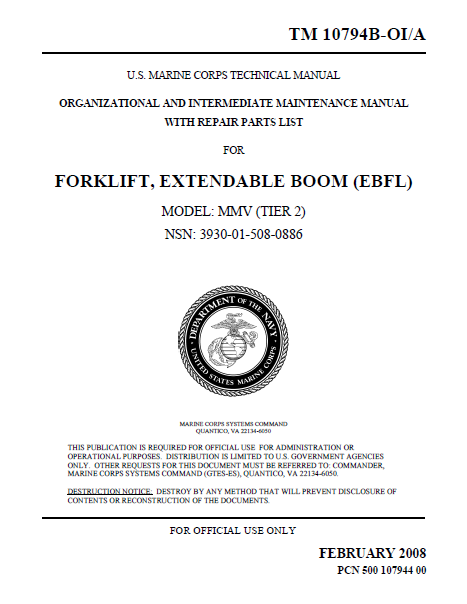 TM 10794B-OI/A
U.S. MARINE CORPS TECHNICAL MANUAL
ORGANIZATIONAL AND INTERMEDIATE MAINTENANCE MANUAL
WITH REPAIR PARTS LIST
FOR
FORKLIFT, EXTENDABLE BOOM (EBFL)
MODEL: MMV (TIER 2)
NSN: 3930-01-508-0886
DEPARTMENT OF THE NAVY
UNITED STATES MARINE CORPS
MARINE CORPS SYSTEMS COMMAND
QUANTICO, VA 22134-6050
THIS PUBLICATION IS REQUIRED FOR OFFICIAL USE FOR ADMINISTRATION OR
OPERATIONAL PURPOSES. DISTRIBUTION IS LIMITED TO U.S. GOVERNMENT AGENCIES
ONLY. OTHER REQUESTS FOR THIS DOCUMENT MUST BE REFERRED TO: COMMANDER,
MARINE CORPS SYSTEMS COMMAND (GTES-ES), QUANTICO, VA 22134-6050.
DESTRUCTION NOTICE: DESTROY BY ANY METHOD THAT WILL PREVENT DISCLOSURE OF
CONTENTS OR RECONSTRUCTION OF THE DOCUMENTS.
FOR OFFICIAL USE ONLY
FEBRUARY 2008
PCN 500 107944 00